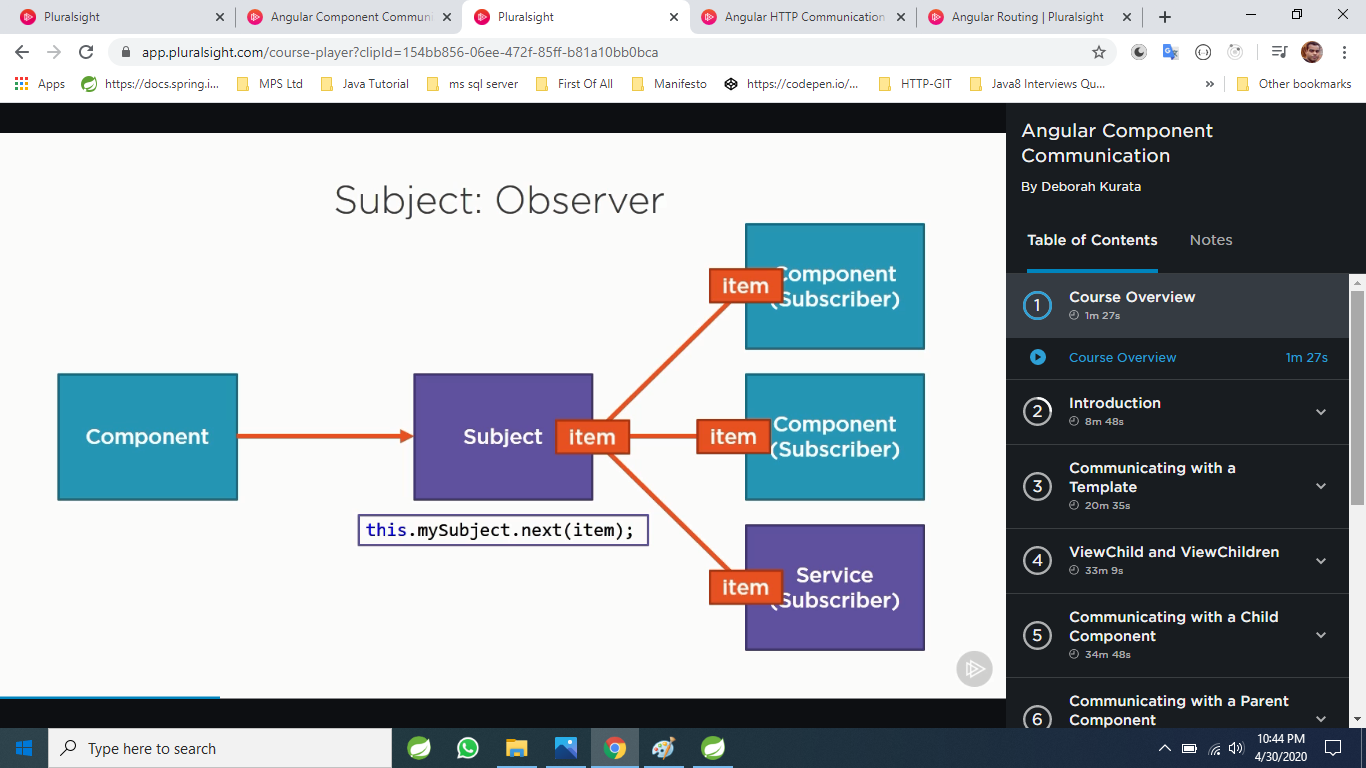 Pluralsight
Angular Component Communi
Pluralsight
Angular HTTP Communication
Angular Routing | Pluralsight
app.pluralsight.com/course-player?clipId=154bb856-06ee-472f-85ff-b81a10bb0bca
Apps
https://docs.spring.i...
MPS Ltd
Java Tutorial
ms sql server
First Of All
Manifesto
https://codepen.io/...
HTTP-GIT
Java8 Interviews Qu...
»
Other bookmarks
Subject: Observer
Component
Subject
item
this.mySubject.next(item);
item
Component
(Subscriber)
item
Component
(Subscriber)
item
Service
(Subscriber)
Angular Component
Communication
By Deborah Kurata
Table of Contents
Notes
1
Course Overview
1m 27s
Course Overview
1m 27s
2
Introduction
8m 48s
3
Communicating with a
Template
20m 35s
4
ViewChild and ViewChildren
33m 9s
5
Communicating with a Child
Component
34m 48s
6
Communicating with a Parent
Component
Type here to search
10:44 PM
4/30/2020